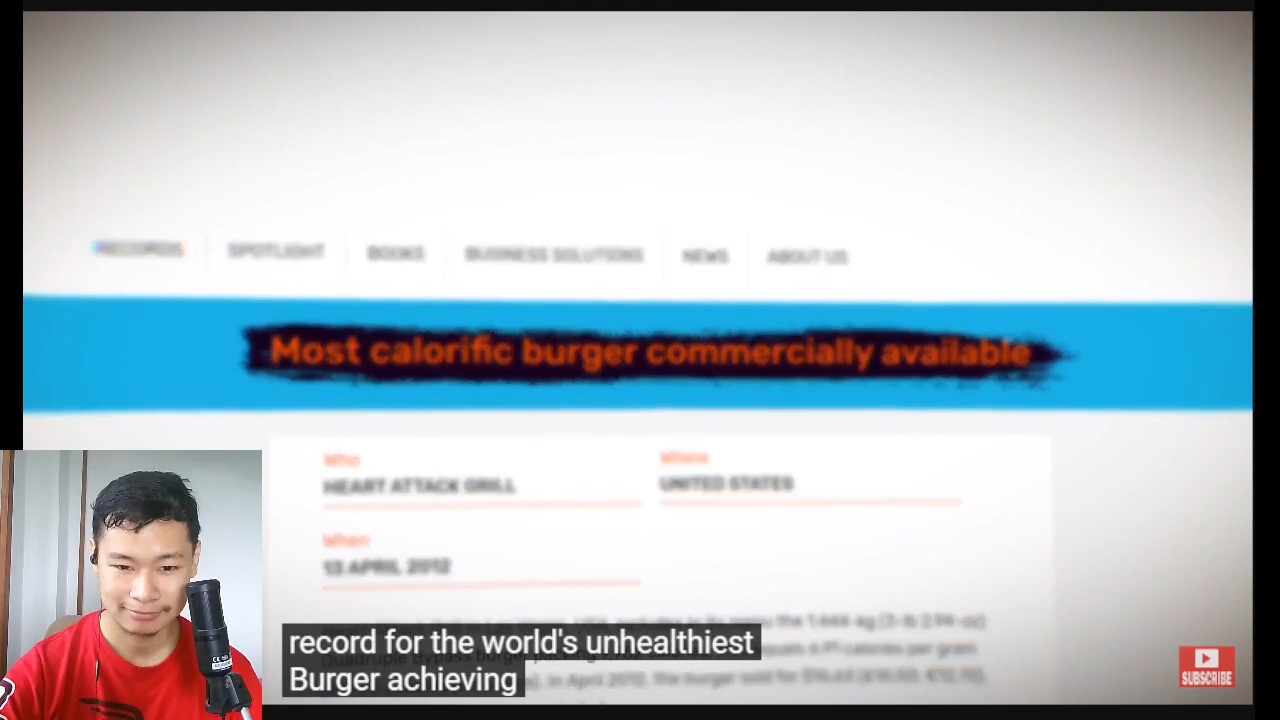 RECORDS SPOTLIGHT BOOKS BUSINESS SOLUTIONS NEWS ABOUT US
Most calorific burger commercially available
Who Where
HEART ATTACK GRILL UNITED STATES
When
13 APRIL 2012
record for the world's unhealthiest
Burger achieving
SUBSCRIBE